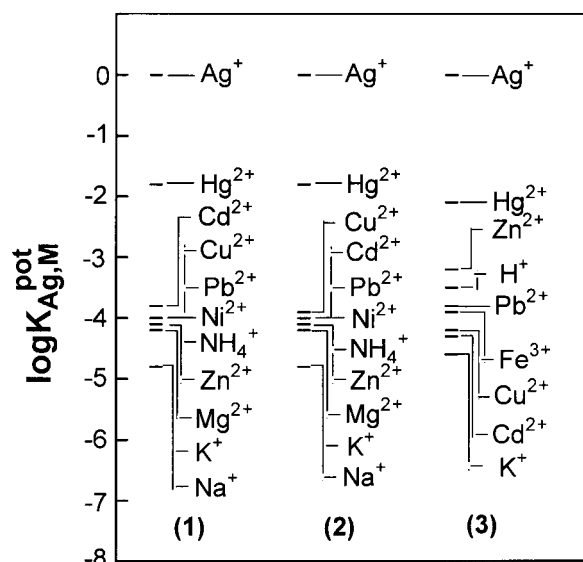 logK^pot_Ag,M
0
-1
-2
-3
-4
-5
-6
-7
-8
Ag⁺
Hg²⁺
Cd²⁺
Cu²⁺
Pb²⁺
Ni²⁺
NH₄⁺
Zn²⁺
Mg²⁺
K⁺
Na⁺
(1)
Ag⁺
Hg²⁺
Cu²⁺
Cd²⁺
Pb²⁺
Ni²⁺
NH₄⁺
Zn²⁺
Mg²⁺
K⁺
Na⁺
(2)
Ag⁺
Hg²⁺
Zn²⁺
H⁺
Pb²⁺
Fe³⁺
Cu²⁺
Cd²⁺
K⁺
(3)